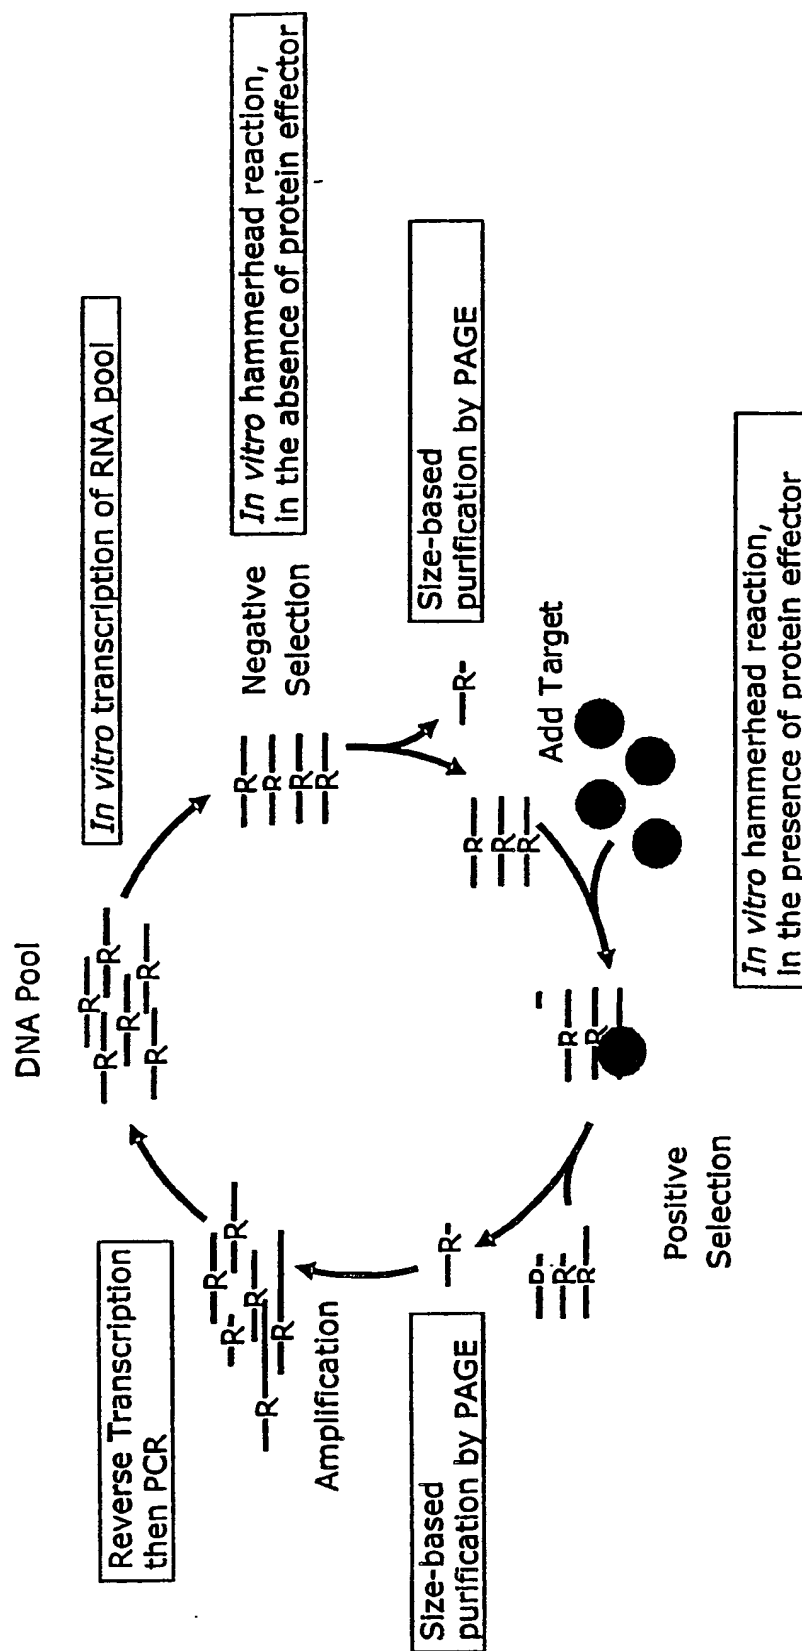 DNA Pool
In vitro transcription of RNA pool
R
R
R
R
R
R
R
In vitro hammerhead reaction,
in the absence of protein effector
Negative
Selection
R
R
R
R
Size-based
purification by PAGE
R
Add Target
R
R
R
In vitro hammerhead reaction,
in the presence of protein effector
R
R
Positive
Selection
R
R
Size-based
purification by PAGE
R
Amplification
R
R
R
R
R
R
Reverse Transcription
then PCR